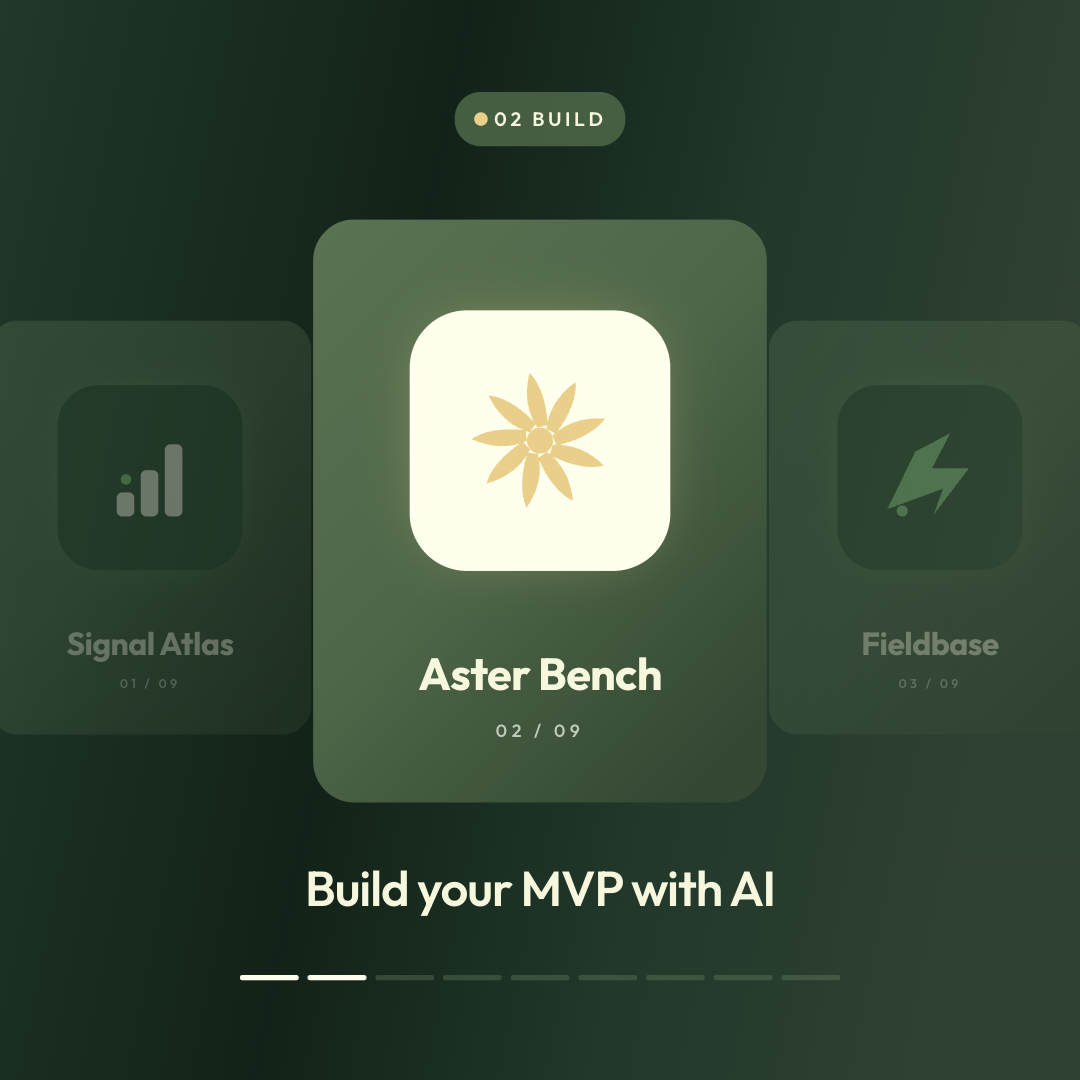 02 BUILD
Signal Atlas
01 / 09
Aster Bench
02 / 09
Fieldbase
03 / 09
Build your MVP with AI